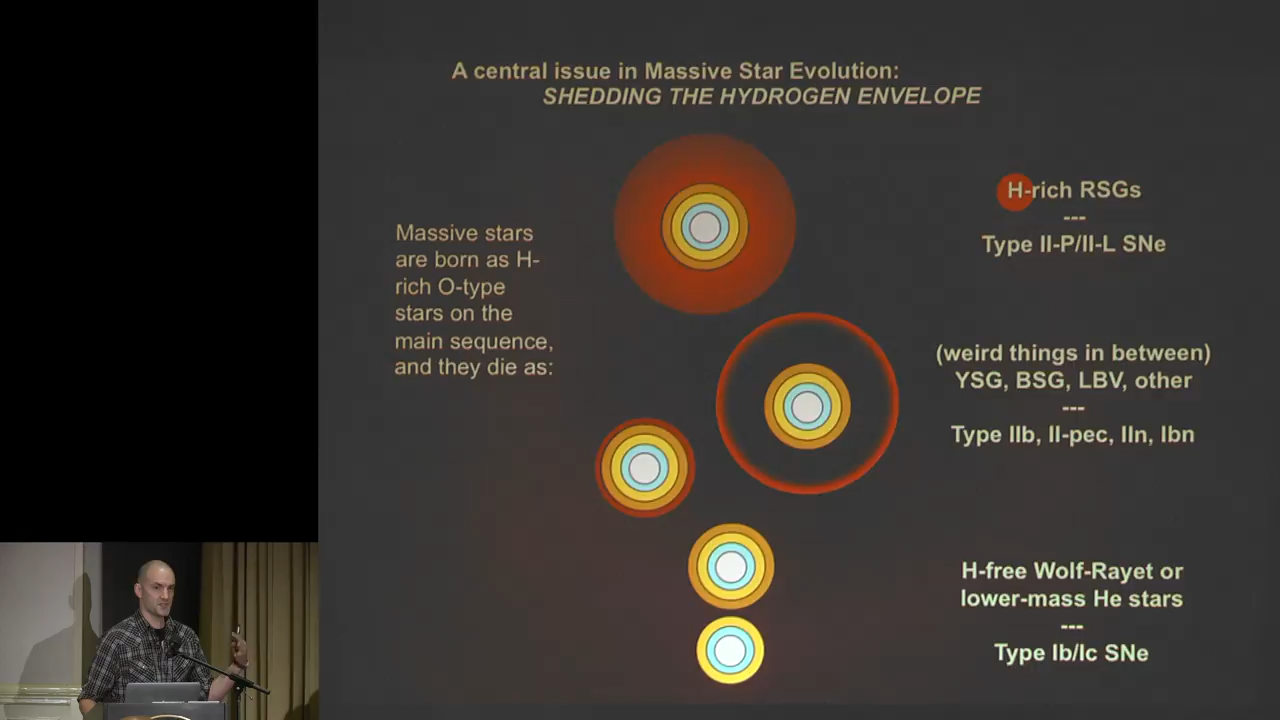 A central issue in Massive Star Evolution:
SHEDDING THE HYDROGEN ENVELOPE
Massive stars
are born as H-
rich O-type
stars on the
main sequence,
and they die as:
H-rich RSGs
---
Type II-P/II-L SNe
(weird things in between)
YSG, BSG, LBV, other
---
Type IIb, II-pec, IIn, Ibn
H-free Wolf-Rayet or
lower-mass He stars
---
Type Ib/Ic SNe